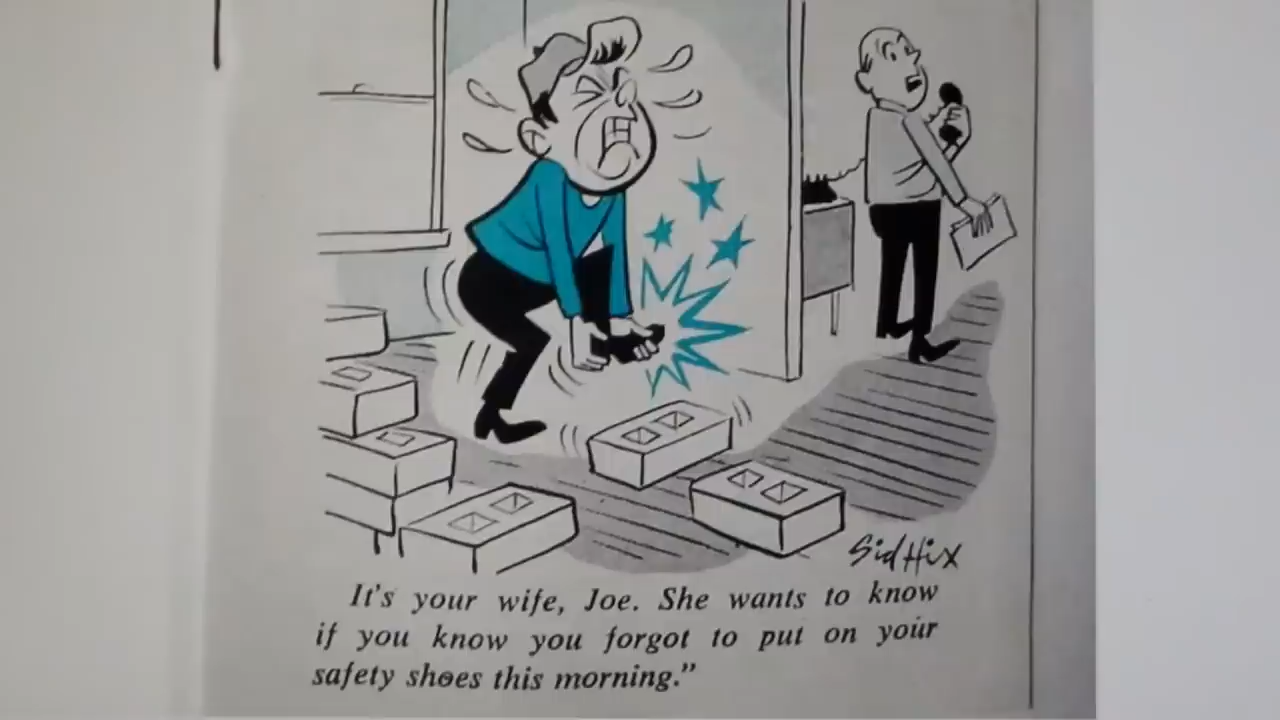 Sid Hix
It's your wife, Joe. She wants to know
if you know you forgot to put on your
safety shoes this morning.”